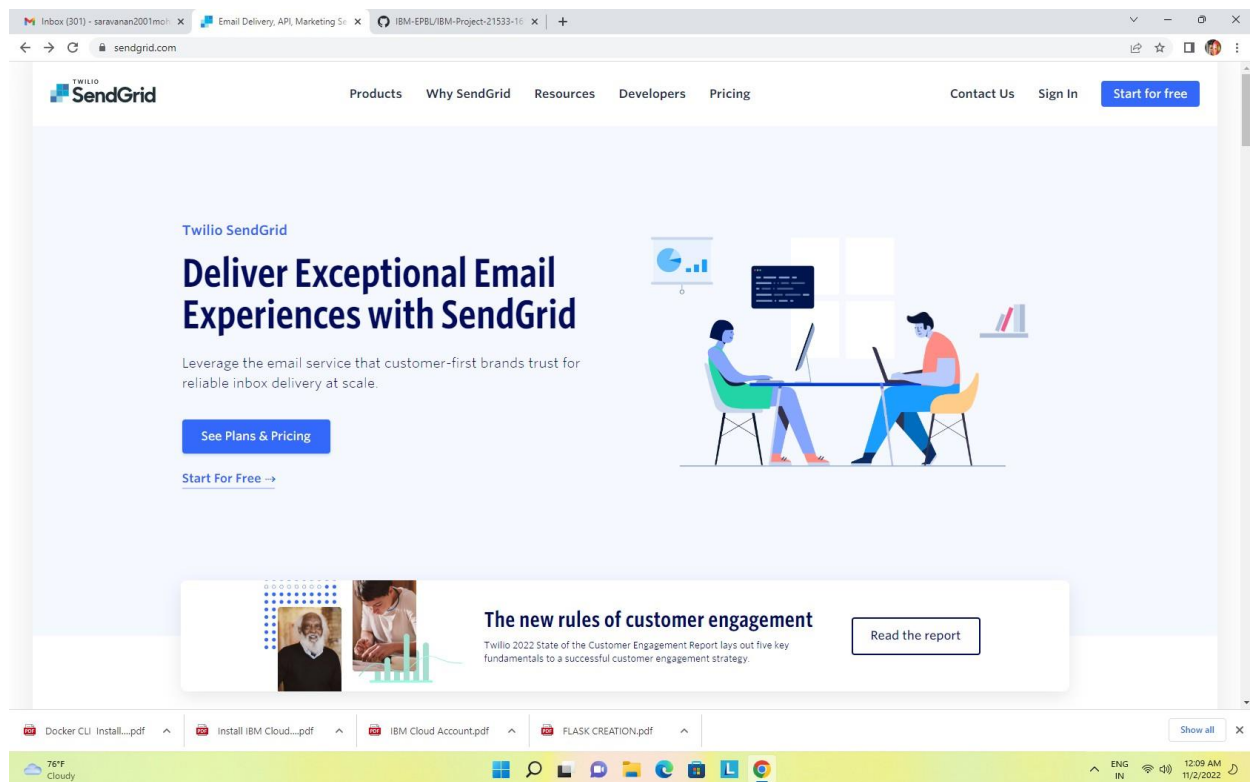 Inbox (301) - saravanan2001moh
Email Delivery, API, Marketing Se
IBM-EPBL/IBM-Project-21533-16
sendgrid.com
TWILIO
SendGrid
Products
Why SendGrid
Resources
Developers
Pricing
Contact Us
Sign In
Start for free
Twilio SendGrid
Deliver Exceptional Email
Experiences with SendGrid
Leverage the email service that customer-first brands trust for
reliable inbox delivery at scale.
See Plans & Pricing
Start For Free →
The new rules of customer engagement
Twilio 2022 State of the Customer Engagement Report lays out five key
fundamentals to a successful customer engagement strategy.
Read the report
Docker CLI Install....pdf
Install IBM Cloud....pdf
IBM Cloud Account.pdf
FLASK CREATION.pdf
Show all
76°F
Cloudy
ENG
IN
12:09 AM
11/2/2022